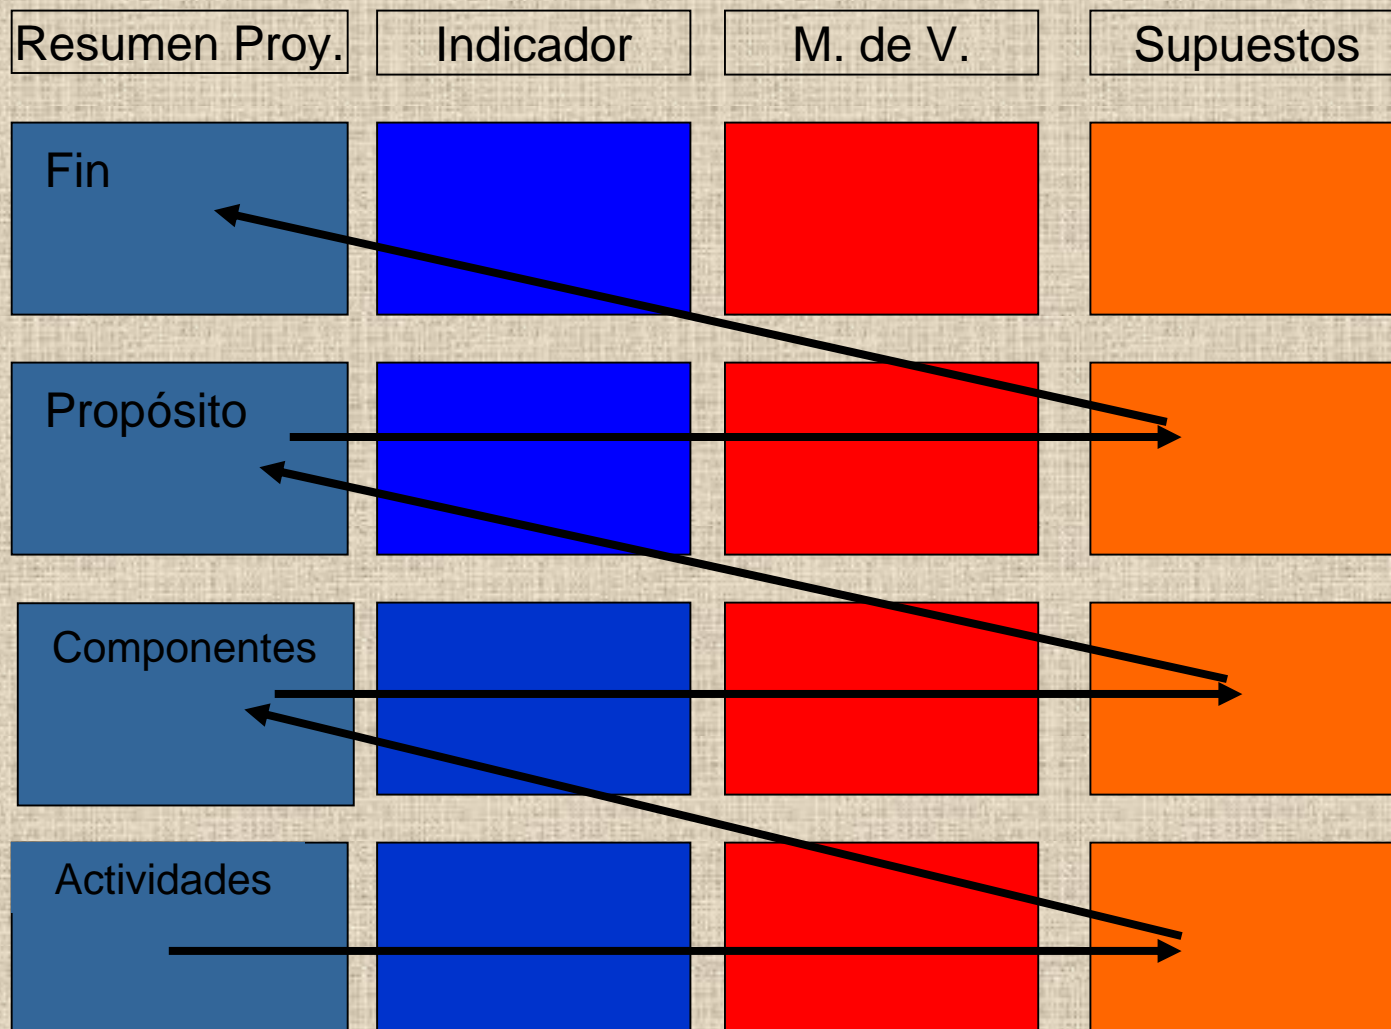 Resumen Proy.
Indicador
M. de V.
Supuestos
Fin
Propósito
Componentes
Actividades